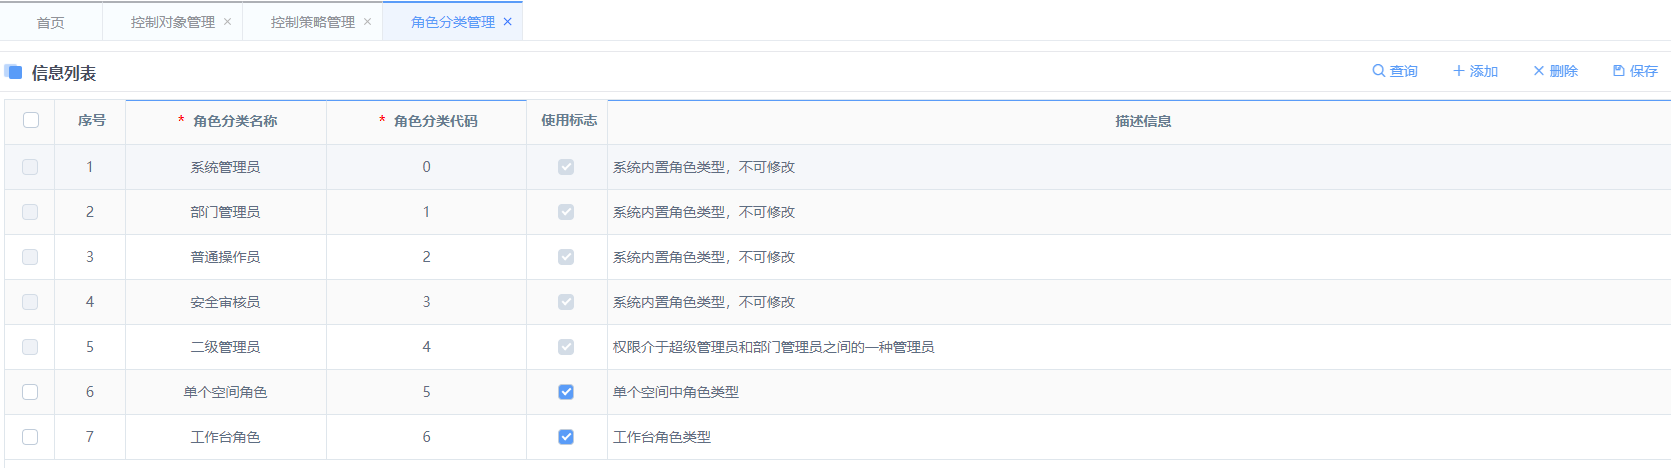 首页 控制对象管理 × 控制策略管理 × 角色分类管理 ×
信息列表 查询 添加 删除 保存
序号 * 角色分类名称 * 角色分类代码 使用标志 描述信息
1 系统管理员 0 系统内置角色类型，不可修改
2 部门管理员 1 系统内置角色类型，不可修改
3 普通操作员 2 系统内置角色类型，不可修改
4 安全审核员 3 系统内置角色类型，不可修改
5 二级管理员 4 权限介于超级管理员和部门管理员之间的一种管理员
6 单个空间角色 5 单个空间中角色类型
7 工作台角色 6 工作台角色类型